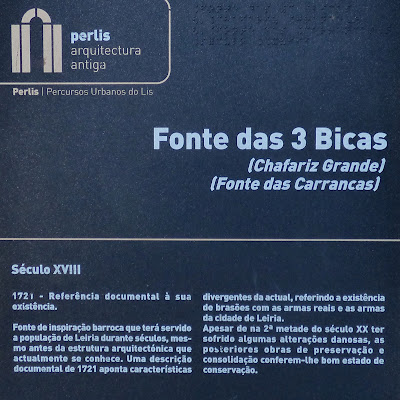 perlis
arquitectura
antiga
Perlis | Percursos Urbanos do Lis
Fonte das 3 Bicas
(Chafariz Grande)
(Fonte das Carrancas)
Século XVIII
1721 - Referência documental à sua
existência.
Fonte de inspiração barroca que terá servido
a população de Leiria durante séculos, mes-
mo antes da estrutura arquitectónica que
actualmente se conhece. Uma descrição
documental de 1721 aponta características
divergentes da actual, referindo a existência
de brasões com as armas reais e as armas
da cidade de Leiria.
Apesar de na 2ª metade do século XX ter
sofrido algumas alterações danosas, as
posteriores obras de preservação e
consolidação conferem-lhe bom estado de
conservação.